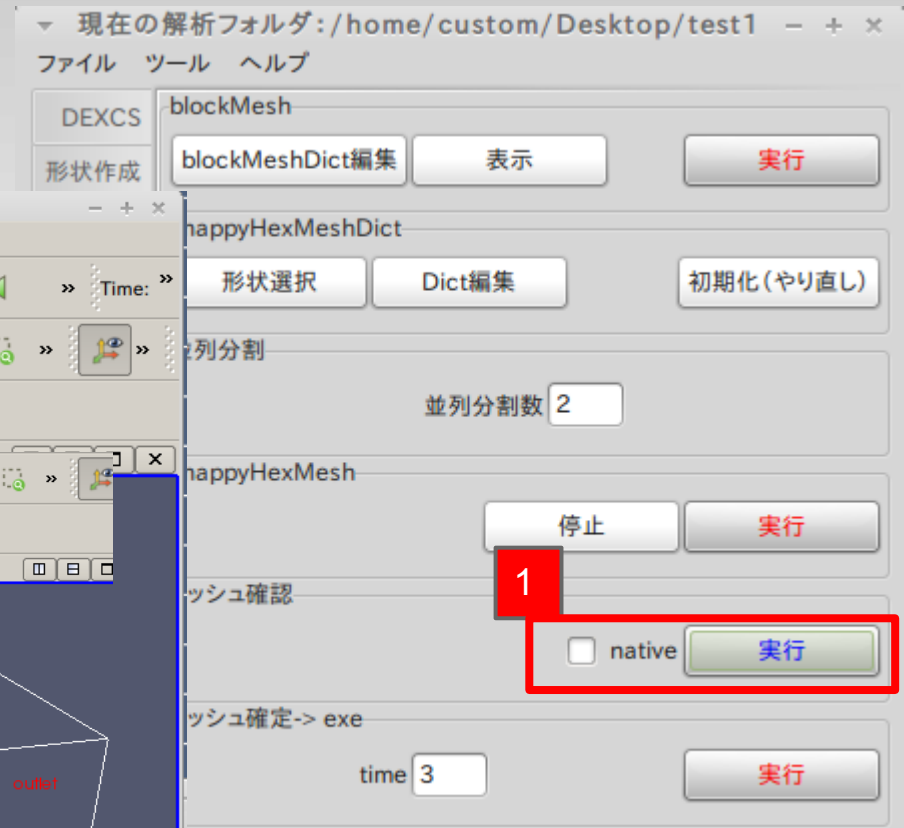 現在の解析フォルダ:/home/custom/Desktop/test1
ファイル ツール ヘルプ
DEXCS
形状作成
blockMesh
blockMeshDict編集 表示 実行
happyHexMeshDict
形状選択 Dict編集 初期化(やり直し)
Time:
列分割
並列分割数 2
happyHexMesh
停止 実行
1
ッシュ確認
native 実行
ッシュ確定-> exe
time 3 実行
outlet